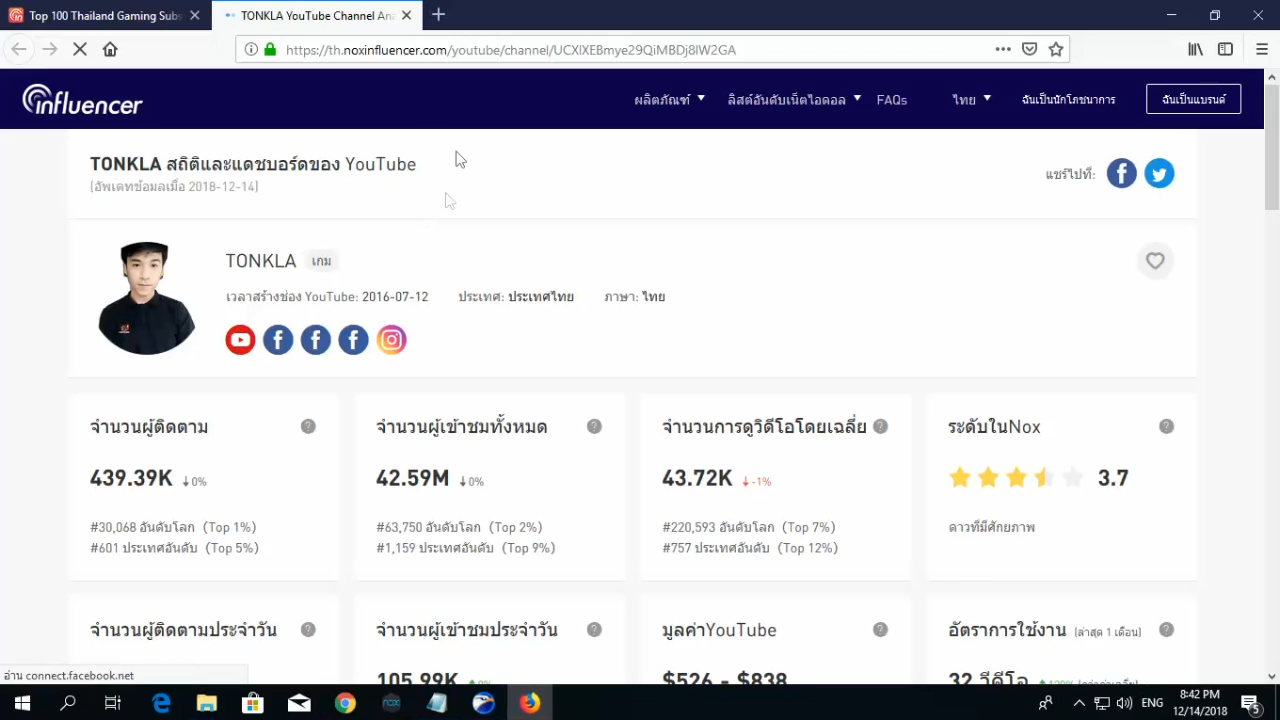 Top 100 Thailand Gaming Subs
TONKLA YouTube Channel Ana
https://th.noxinfluencer.com/youtube/channel/UCXlXEBmye29QiMBDj8lW2GA
influencer
ผลิตภัณฑ์
ลิสต์อันดับเน็ตไอดอล
FAQs
ไทย
ฉันเป็นนักโภชนาการ
ฉันเป็นแบรนด์
TONKLA สถิติและแดชบอร์ดของ YouTube
(อัพเดทข้อมลเมื่อ 2018-12-14)
แชร์ไปที่:
TONKLA เกม
เวลาสร้างช่อง YouTube: 2016-07-12 ประเทศ: ประเทศไทย ภาษา: ไทย
จำนวนผู้ติดตาม
439.39K 0%
#30,068 อันดับโลก (Top 1%)
#601 ประเทศอันดับ (Top 5%)
จำนวนผู้เข้าชมทั้งหมด
42.59M 0%
#63,750 อันดับโลก (Top 2%)
#1,159 ประเทศอันดับ (Top 9%)
จำนวนการดูวิดีโอโดยเฉลี่ย
43.72K -1%
#220,593 อันดับโลก (Top 7%)
#757 ประเทศอันดับ (Top 12%)
ระดับในNox
3.7
ดาวที่มีศักยภาพ
จำนวนผู้ติดตามประจำวัน
จำนวนผู้เข้าชมประจำวัน
105.99K
มูลค่าYouTube
$526 - $838
อัตราการใช้งาน (ล่าสุด 1 เดือน)
32 วีดีโอ
อ่าน connect.facebook.net
ENG
8:42 PM
12/14/2018
5